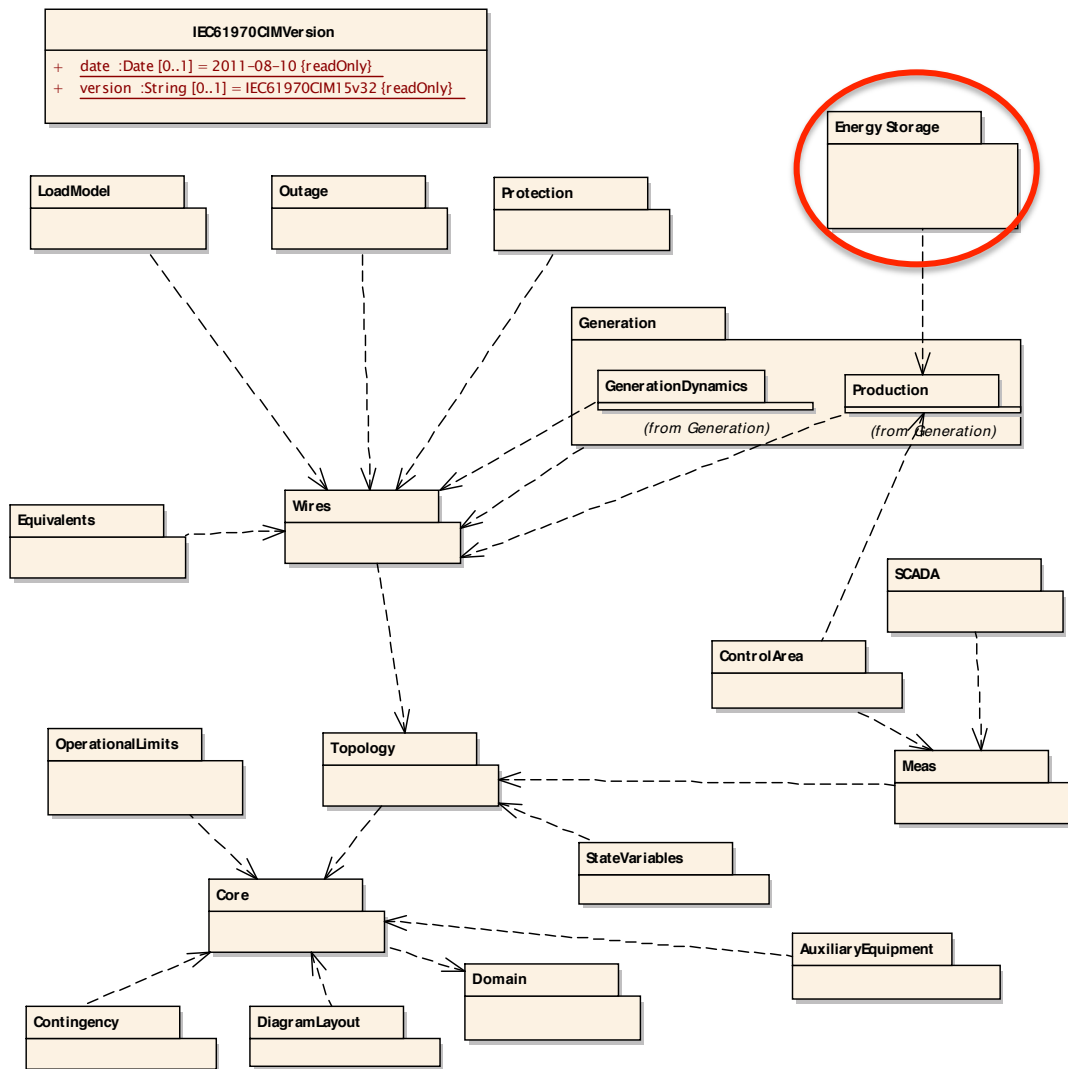 IEC61970CIMVersion
+ date :Date [0..1] = 2011-08-10 {readOnly}
+ version :String [0..1] = IEC61970CIM15v32 {readOnly}
Energy Storage
LoadModel
Outage
Protection
Generation
GenerationDynamics
(from Generation)
Production
(from Generation)
Wires
Equivalents
SCADA
ControlArea
OperationalLimits
Topology
Meas
StateVariables
Core
AuxiliaryEquipment
Domain
Contingency
DiagramLayout